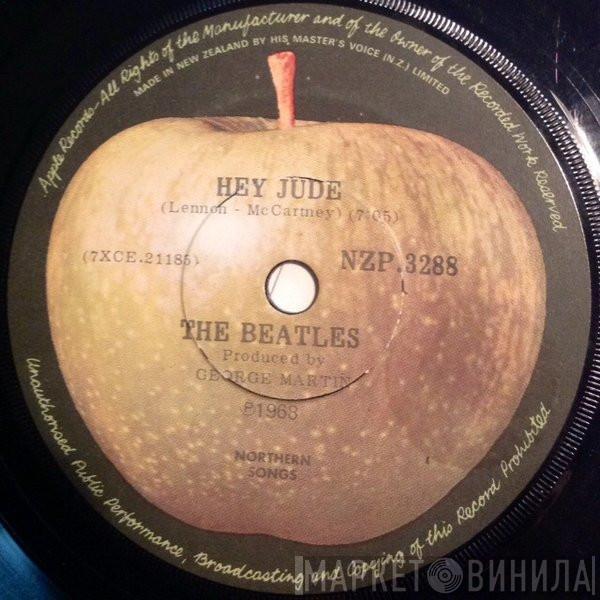 Apple Records-All Rights of the Manufacturer and of the Owner of the Recorded Work Reserved
MADE IN NEW ZEALAND BY HIS MASTER'S VOICE (N.Z.) LIMITED
HEY JUDE
(Lennon - McCartney) (7:05)
(7XCE.21185)
NZP.3288
THE BEATLES
Produced by
GEORGE MARTIN
℗1968
NORTHERN
SONGS
Unauthorised Public Performance, Broadcasting and Copying of this Record Prohibited
МАРКЕТ ВИНИЛА